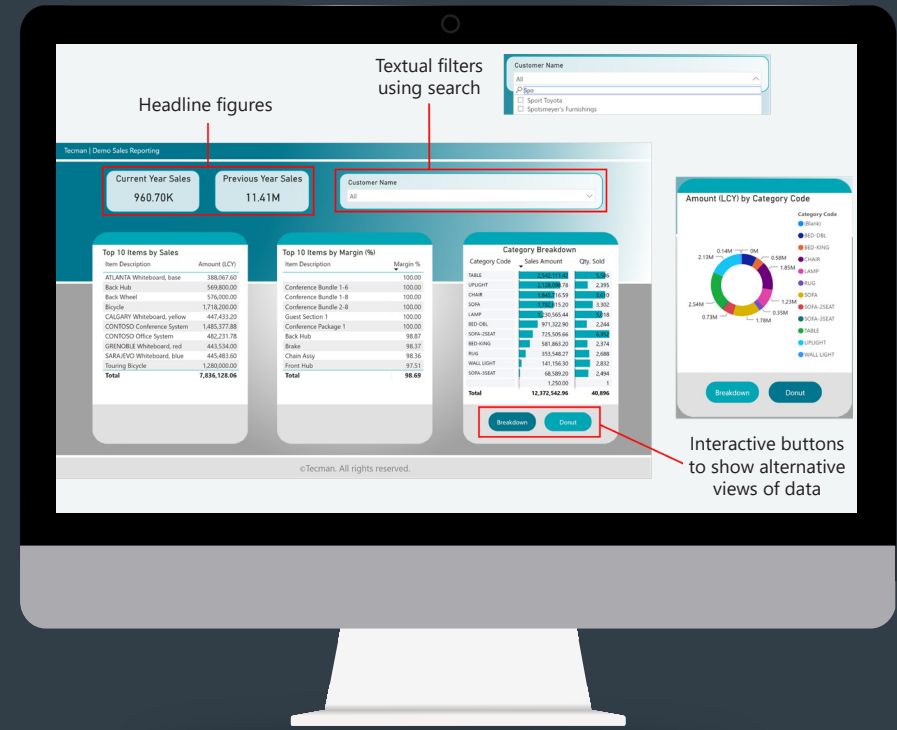 Textual filters
using search
Headline figures
Customer Name
All
Spo
Sport Toyota
Spotsmeyer's Furnishings
Tecman | Demo Sales Reporting
Current Year Sales
960.70K
Previous Year Sales
11.41M
Customer Name
All
Top 10 Items by Sales
Item Description Amount (LCY)
ATLANTA Whiteboard, base 388,067.60
Back Hub 569,800.00
Back Wheel 576,000.00
Bicycle 1,718,200.00
CALGARY Whiteboard, yellow 447,433.20
CONTOSO Conference System 1,485,377.88
CONTOSO Office System 482,231.78
GRENOBLE Whiteboard, red 443,534.00
SARAJEVO Whiteboard, blue 445,483.60
Touring Bicycle 1,280,000.00
Total 7,836,128.06
Top 10 Items by Margin (%)
Item Description Margin %
100.00
Conference Bundle 1-6 100.00
Conference Bundle 1-8 100.00
Conference Bundle 2-8 100.00
Guest Section 1 100.00
Conference Package 1 100.00
Back Hub 98.87
Brake 98.37
Chain Assy 98.36
Front Hub 97.51
Total 98.69
Category Breakdown
Category Code Sales Amount Qty. Sold
TABLE 2,542,111.42
UPLIGHT 2,395
CHAIR
SOFA 3,302
LAMP
BED-DBL 971,322.90 2,244
SOFA-2SEAT 725,505.66
BED-KING 581,863.20 2,374
RUG 353,548.27 2,688
WALL LIGHT 141,156.30 2,832
SOFA-3SEAT 68,589.20 2,494
1,250.00 1
Total 12,372,542.96 40,896
Breakdown Donut
©Tecman. All rights reserved.
Amount (LCY) by Category Code
Category Code
(Blank)
BED-DBL
BED-KING
CHAIR
LAMP
RUG
SOFA
SOFA-2SEAT
SOFA-3SEAT
TABLE
UPLIGHT
WALL LIGHT
0.14M
0M
0.58M
1.85M
1.23M
0.35M
1.78M
0.73M
2.54M
2.13M
Breakdown Donut
Interactive buttons
to show alternative
views of data